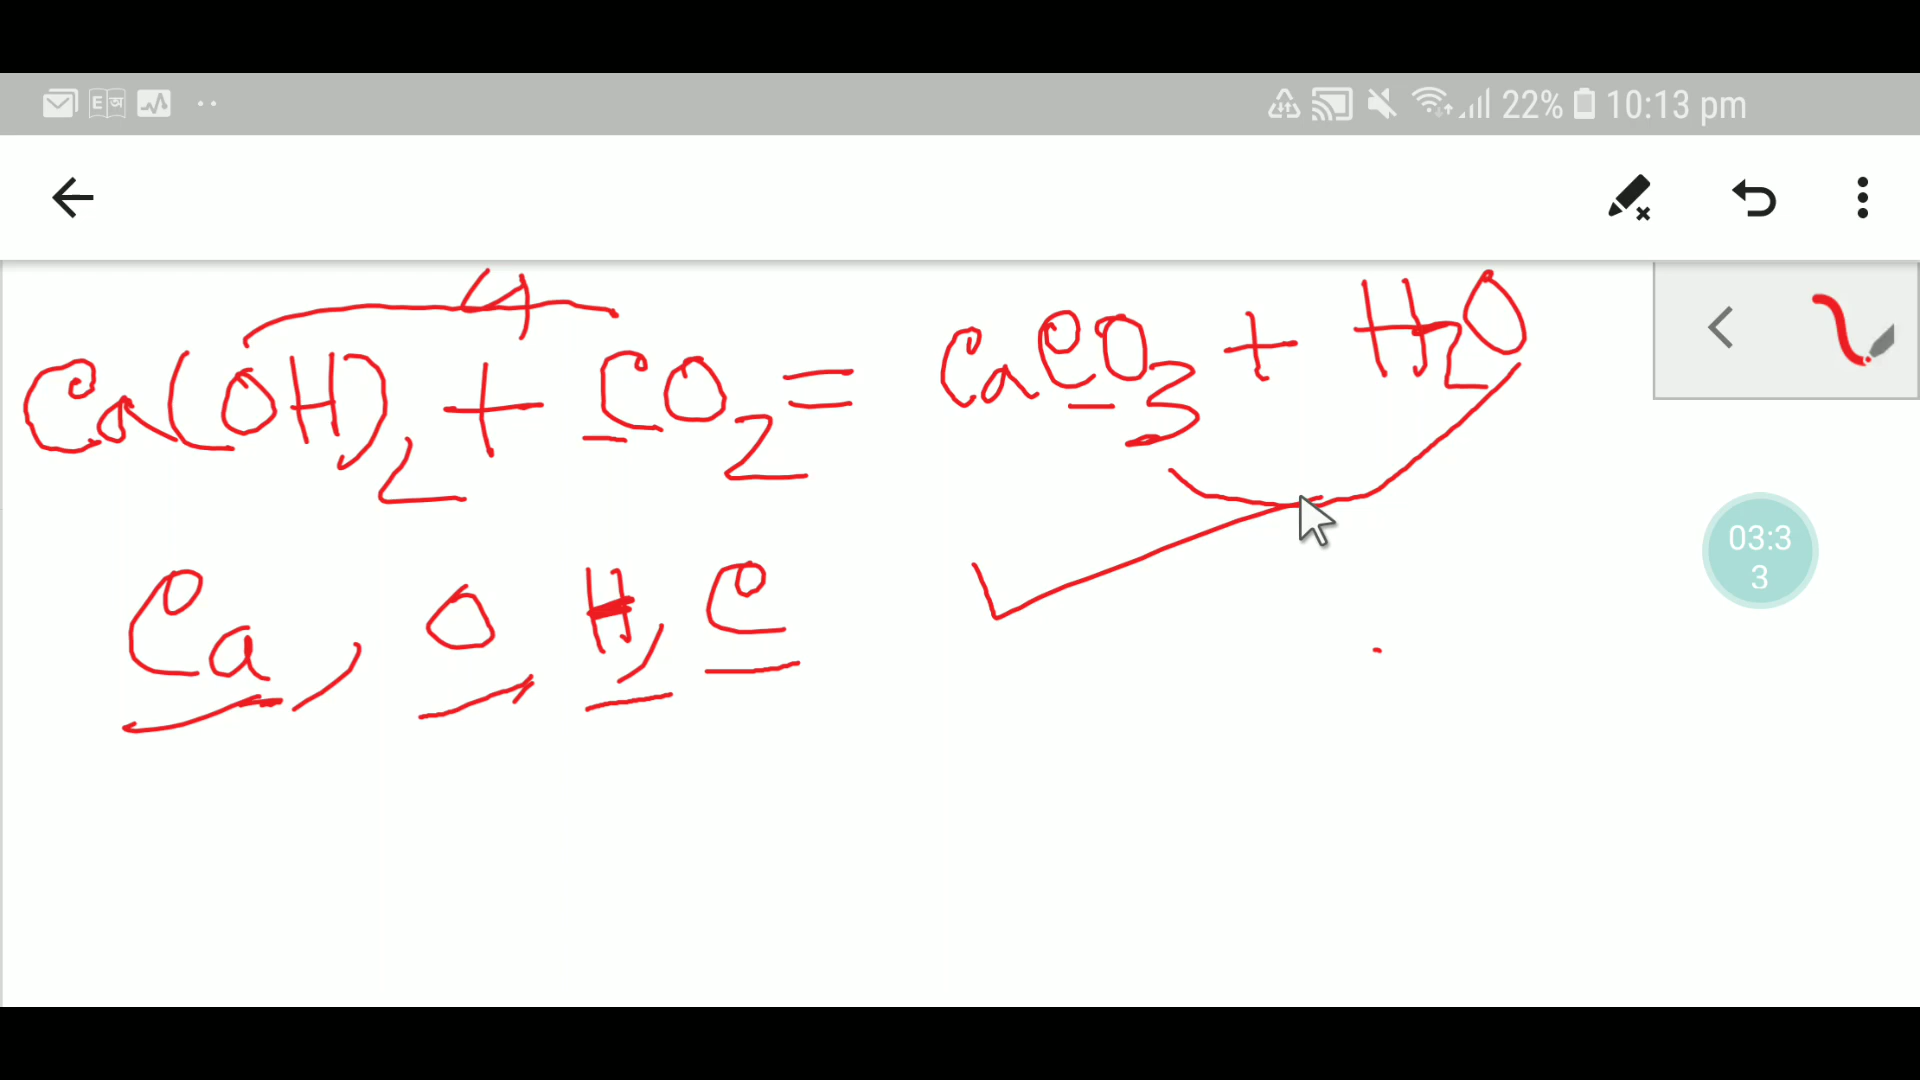 22% 10:13 pm
4
Ca(OH)2 + CO2 = CaCO3 + H2O
03:3
3
Ca, O, H, C